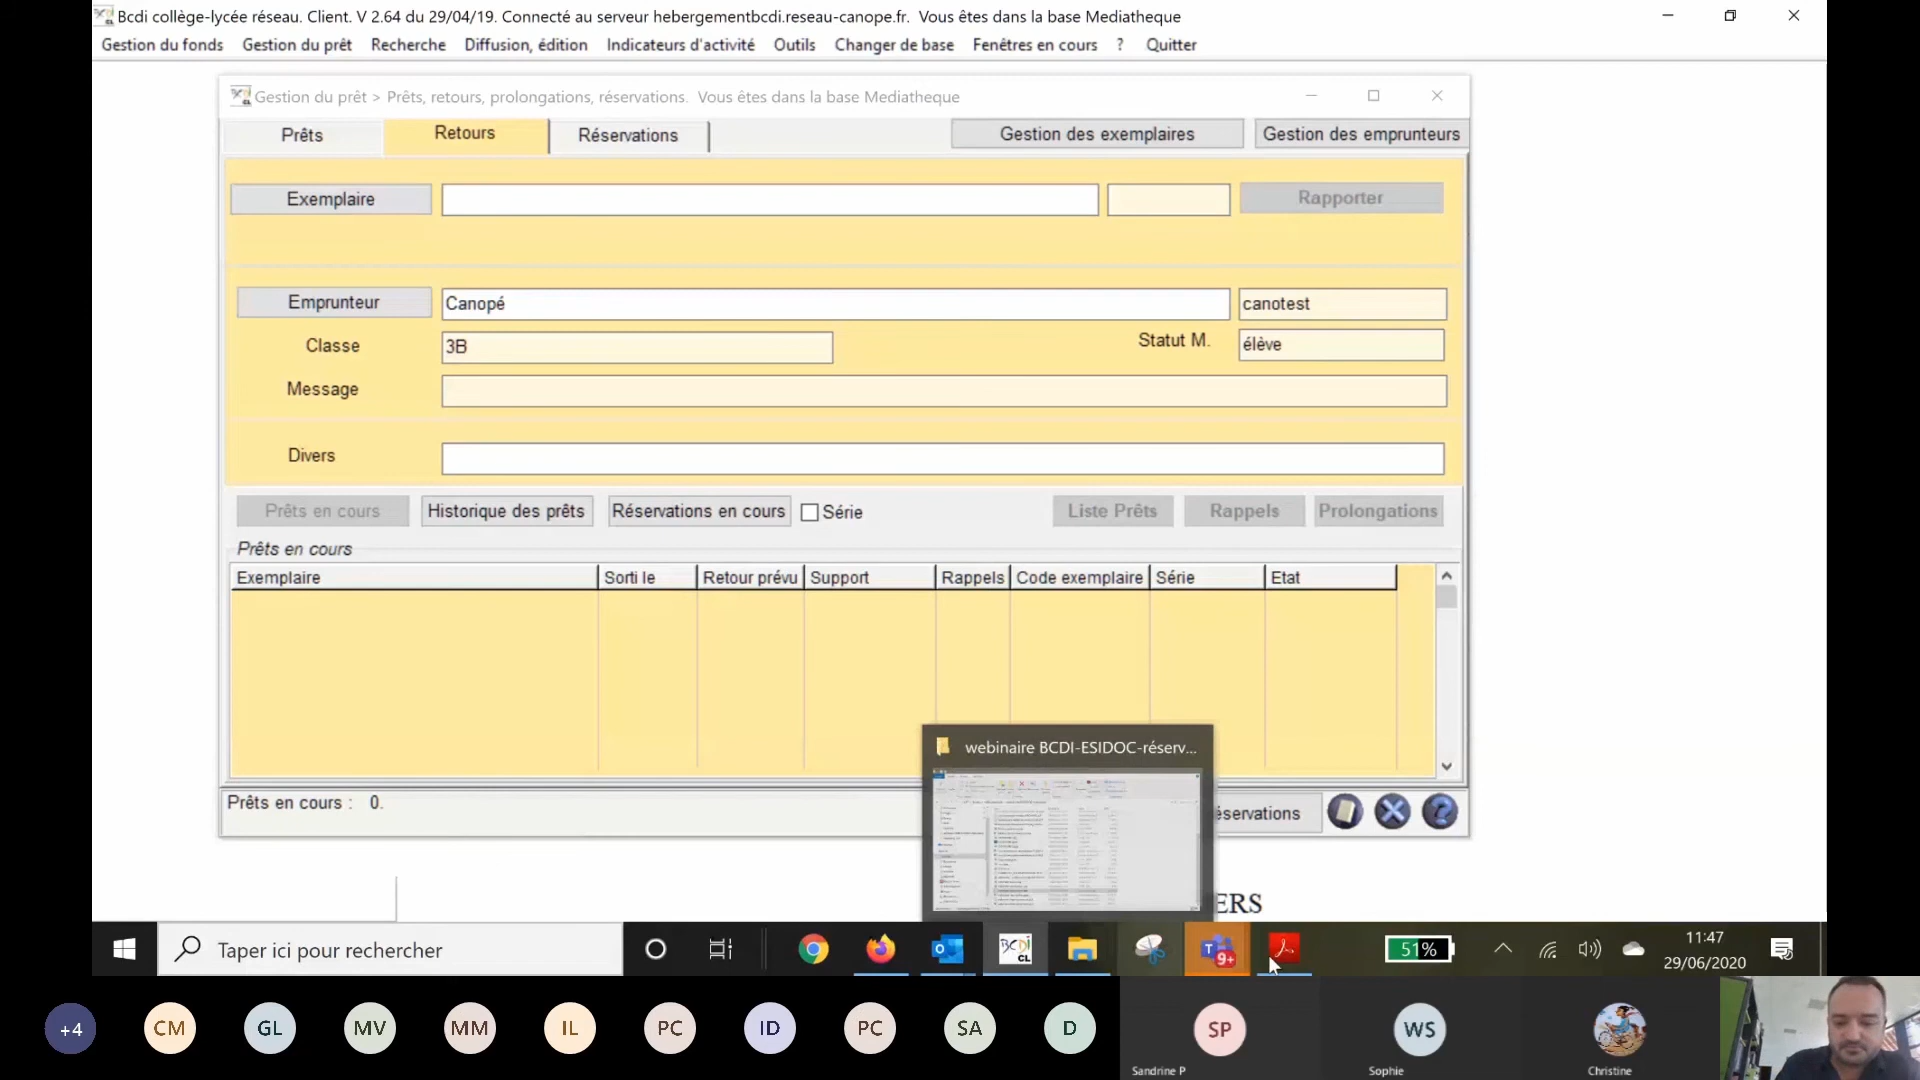 Bcdi collège-lycée réseau. Client. V 2.64 du 29/04/19. Connecté au serveur hebergementbcdi.reseau-canope.fr. Vous êtes dans la base Mediatheque
Gestion du fonds Gestion du prêt Recherche Diffusion, édition Indicateurs d'activité Outils Changer de base Fenêtres en cours ? Quitter
Gestion du prêt > Prêts, retours, prolongations, réservations. Vous êtes dans la base Mediatheque
Prêts Retours Réservations Gestion des exemplaires Gestion des emprunteurs
Exemplaire Rapporter
Emprunteur Canopé canotest
Classe 3B Statut M. élève
Message
Divers
Prêts en cours Historique des prêts Réservations en cours Série Liste Prêts Rappels Prolongations
Prêts en cours
Exemplaire Sorti le Retour prévu Support Rappels Code exemplaire Série Etat
webinaire BCDI-ESIDOC-réserv...
Prêts en cours : 0. éservations
ERS
Taper ici pour rechercher BCDI CL T 9+ 51% 11:47
29/06/2020
+4 CM GL MV MM IL PC ID PC SA D SP WS
Sandrine P Sophie Christine